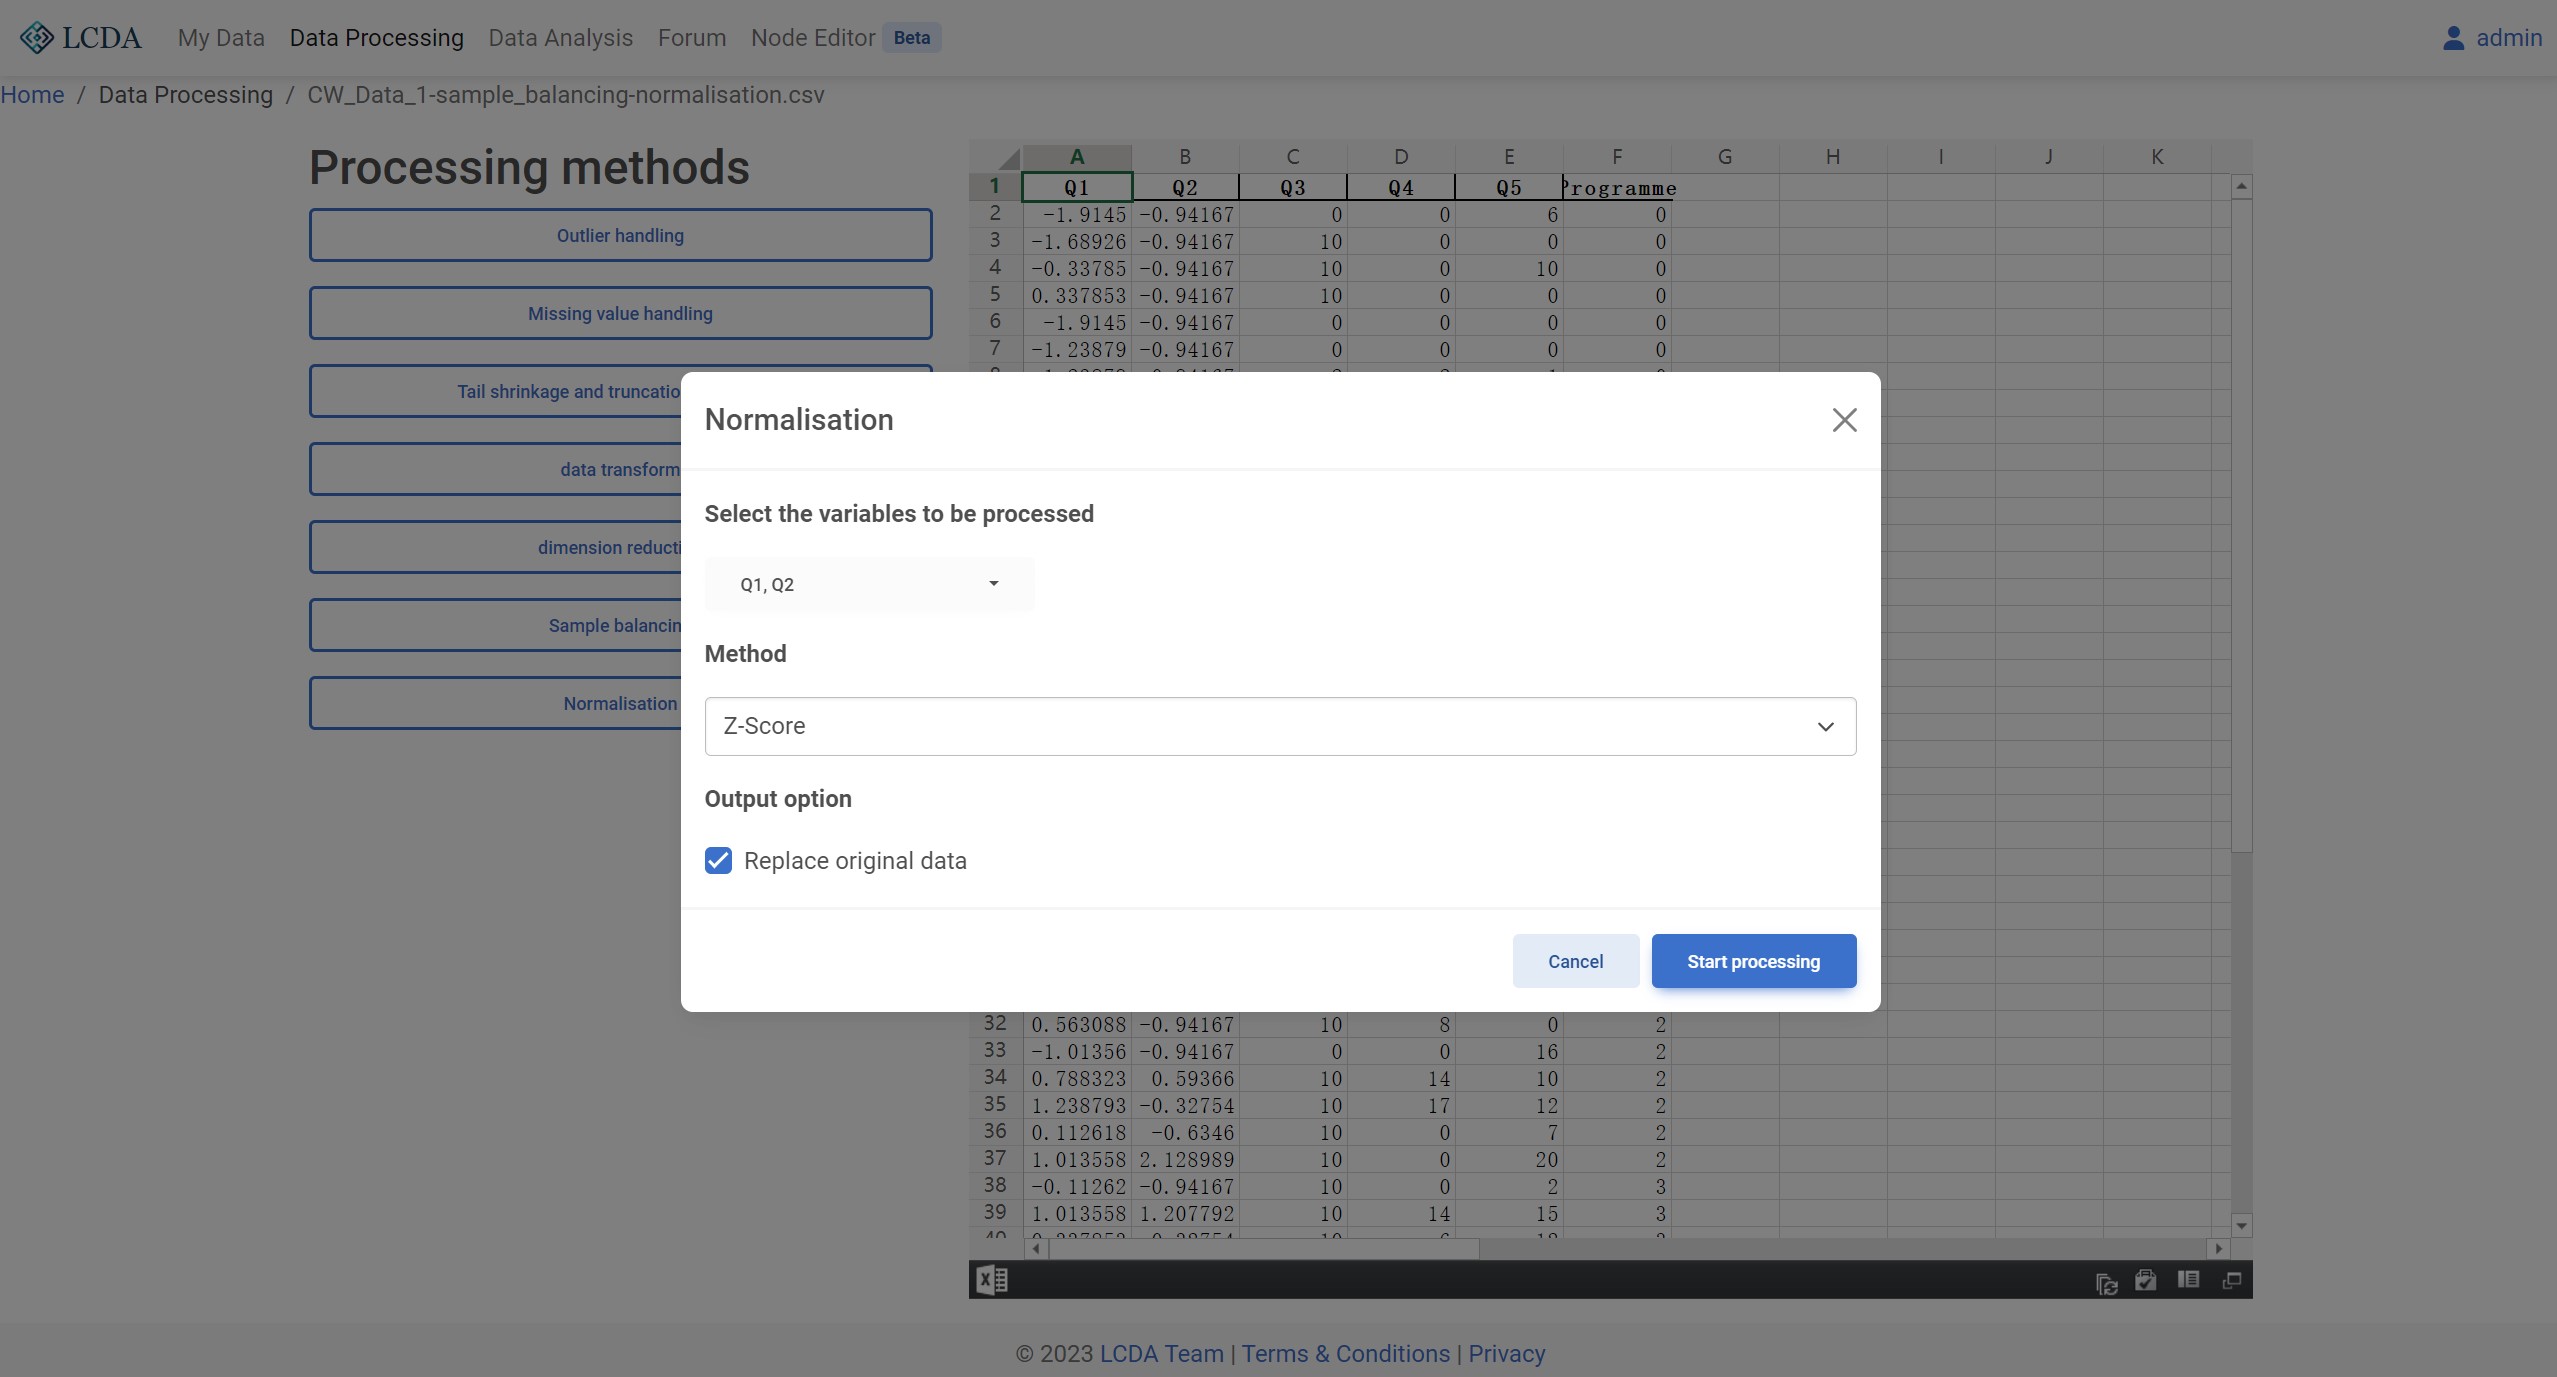 LCDA My Data Data Processing Data Analysis Forum Node Editor Beta admin
Home / Data Processing / CW_Data_1-sample_balancing-normalisation.csv
Processing methods
Outlier handling
Missing value handling
Tail shrinkage and truncatio
data transform
dimension reducti
Sample balancin
Normalisation
A B C D E F G H I J K
1 Q1 Q2 Q3 Q4 Q5 Programme
2 -1.9145 -0.94167 0 0 6 0
3 -1.68926 -0.94167 10 0 0 0
4 -0.33785 -0.94167 10 0 10 0
5 0.337853 -0.94167 10 0 0 0
6 -1.9145 -0.94167 0 0 0 0
7 -1.23879 -0.94167 0 0 0 0
Normalisation
Select the variables to be processed
Q1, Q2
Method
Z-Score
Output option
Replace original data
Cancel Start processing
32 0.563088 -0.94167 10 8 0 2
33 -1.01356 -0.94167 0 0 16 2
34 0.788323 0.59366 10 14 10 2
35 1.238793 -0.32754 10 17 12 2
36 0.112618 -0.6346 10 0 7 2
37 1.013558 2.128989 10 0 20 2
38 -0.11262 -0.94167 10 0 2 3
39 1.013558 1.207792 10 14 15 3
© 2023 LCDA Team | Terms & Conditions | Privacy